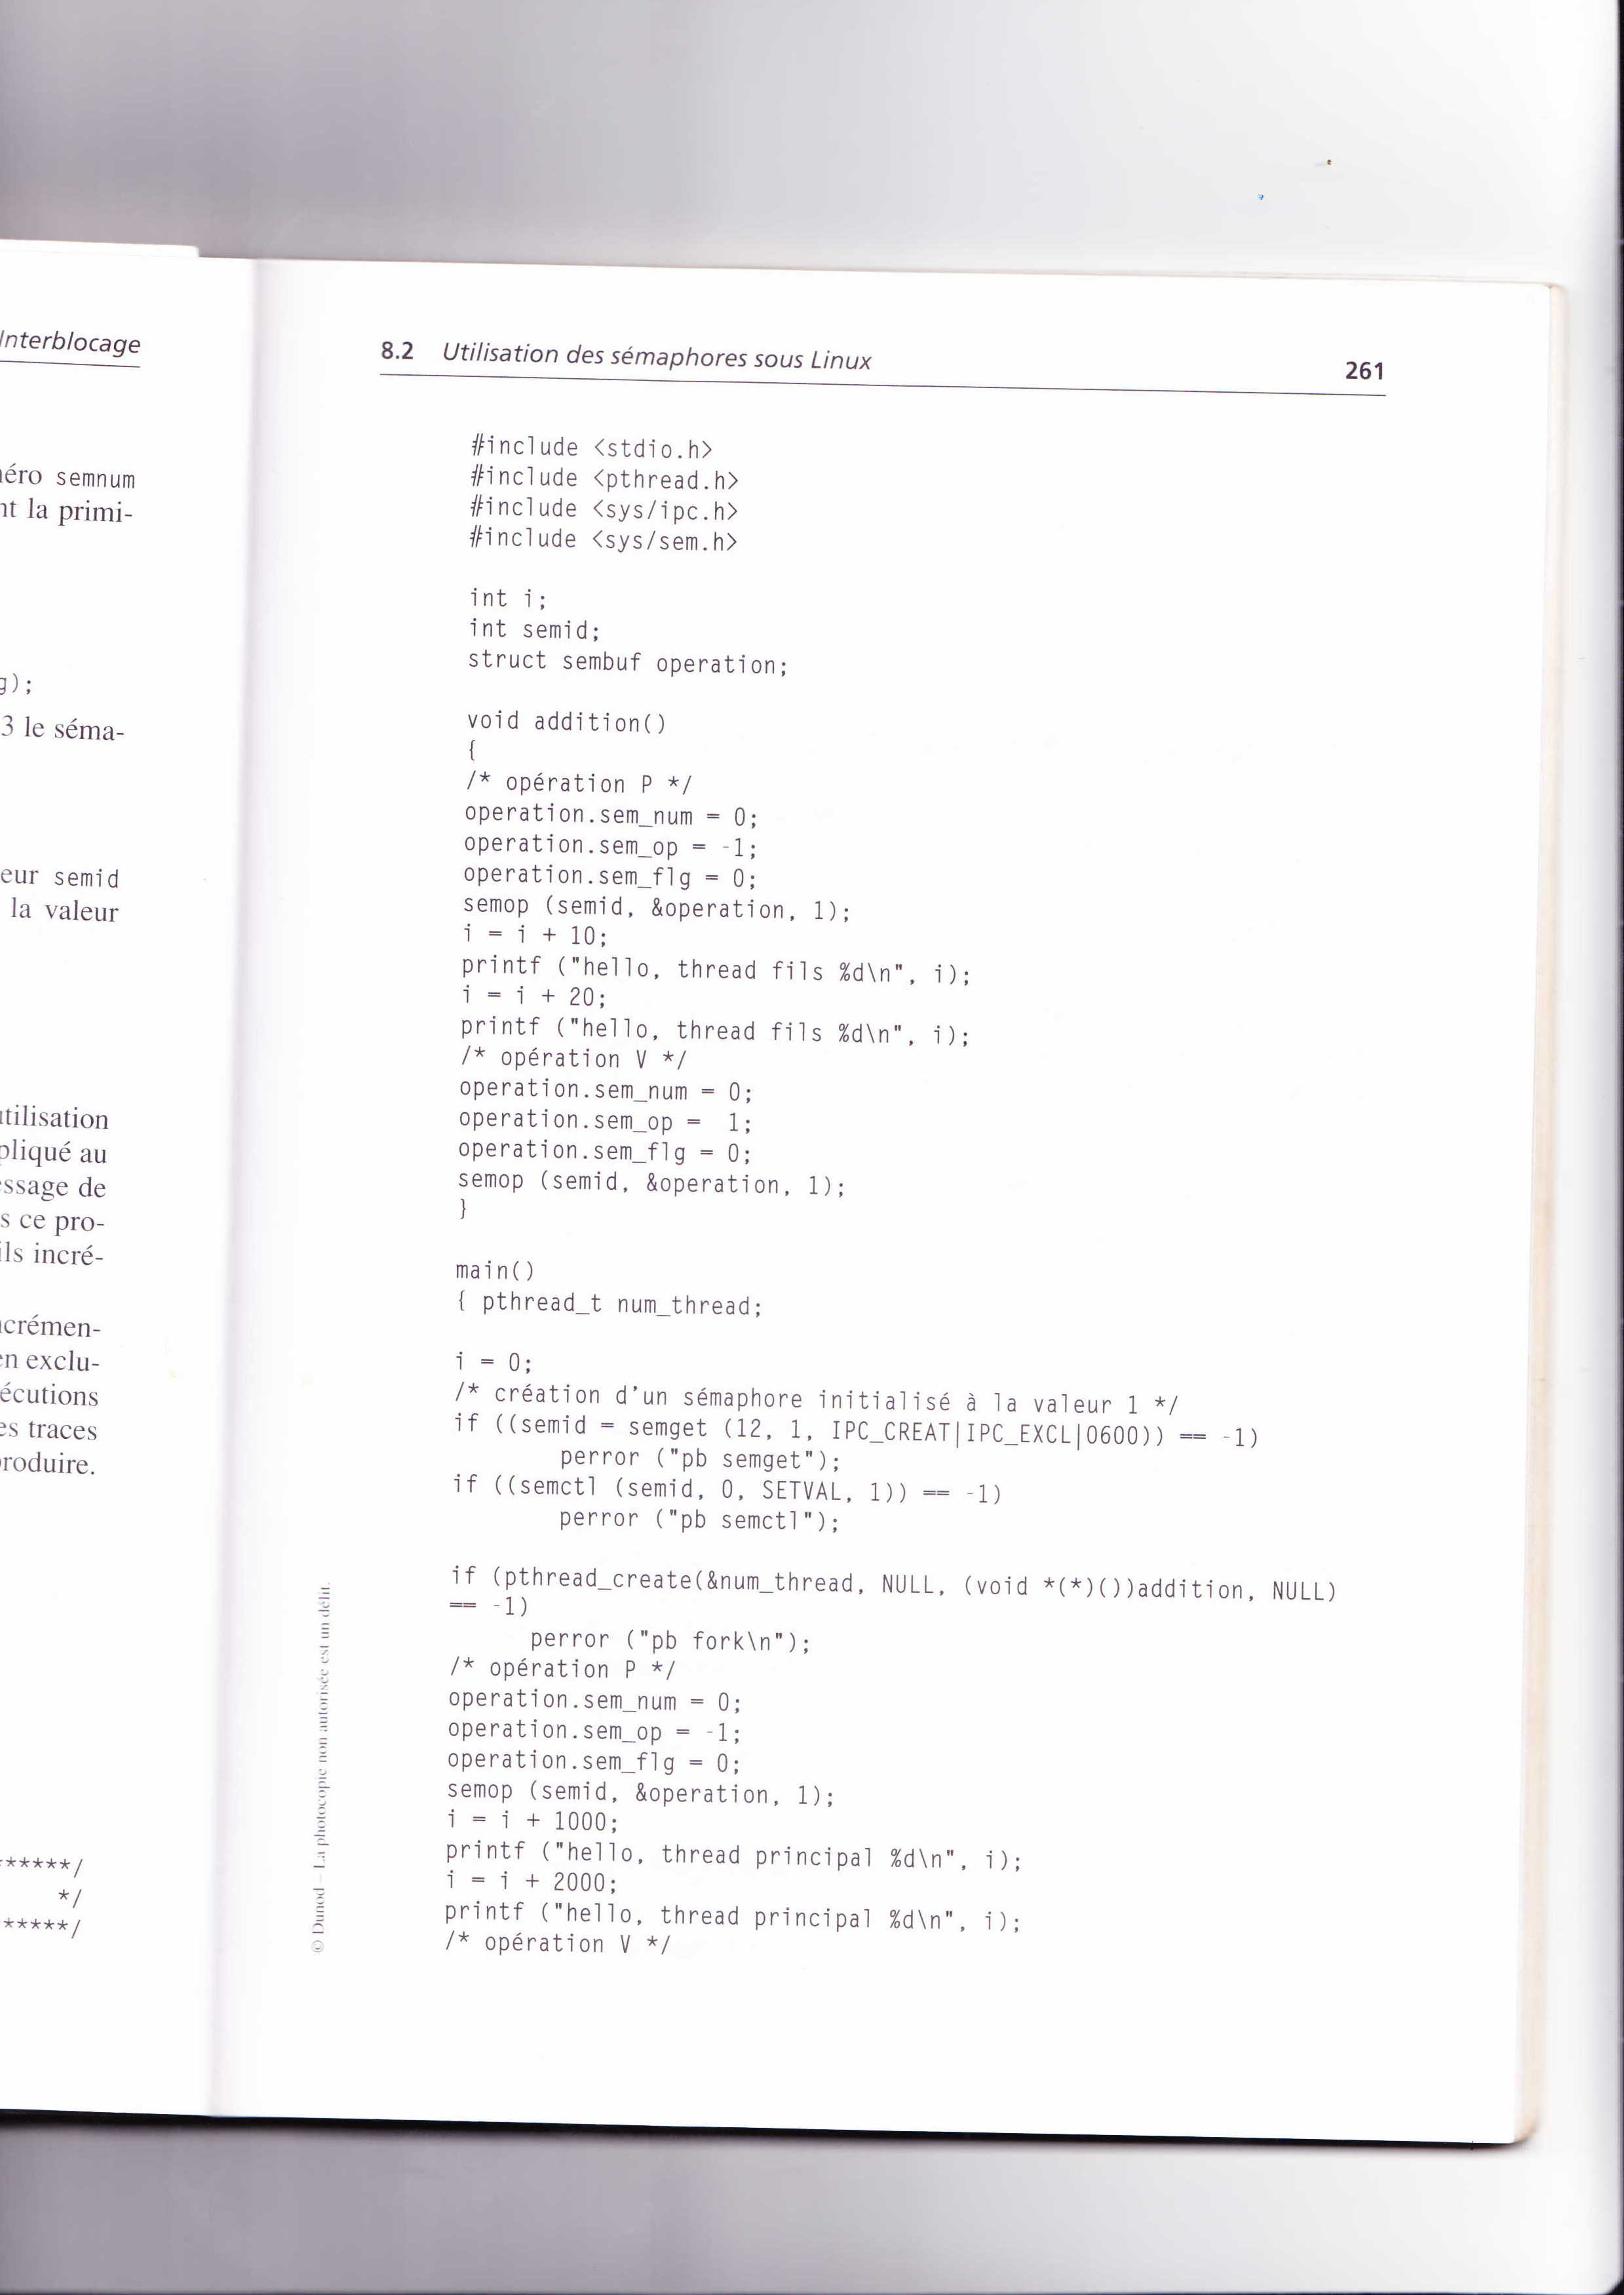 Interblocage
éro semnum
nt la primi-
g);
3 le séma-
eur semid
la valeur
tilisation
pliqué au
ssage de
s ce pro-
ils incré-
crémen-
en exclu-
écutions
es traces
roduire.
******/
*/
*****/
8.2 Utilisation des sémaphores sous Linux
261
#include <stdio.h>
#include <pthread.h>
#include <sys/ipc.h>
#include <sys/sem.h>
int i;
int semid;
struct sembuf operation;
void addition()
{
/* opération P */
operation.sem_num = 0;
operation.sem_op = -1;
operation.sem_flg = 0;
semop (semid, &operation, 1);
i = i + 10;
printf ("hello, thread fils %d\n", i);
i = i + 20;
printf ("hello, thread fils %d\n", i);
/* opération V */
operation.sem_num = 0;
operation.sem_op = 1;
operation.sem_flg = 0;
semop (semid, &operation, 1);
}
main()
{ pthread_t num_thread;
i = 0;
/* création d'un sémaphore initialisé à la valeur 1 */
if ((semid = semget (12, 1, IPC_CREAT|IPC_EXCL|0600)) == -1)
perror ("pb semget");
if ((semctl (semid, 0, SETVAL, 1)) == -1)
perror ("pb semctl");
if (pthread_create(&num_thread, NULL, (void *(*)())addition, NULL)
== -1)
perror ("pb fork\n");
/* opération P */
operation.sem_num = 0;
operation.sem_op = -1;
operation.sem_flg = 0;
semop (semid, &operation, 1);
i = i + 1000;
printf ("hello, thread principal %d\n", i);
i = i + 2000;
printf ("hello, thread principal %d\n", i);
/* opération V */
© Dunod – La photocopie non autorisée est un délit.